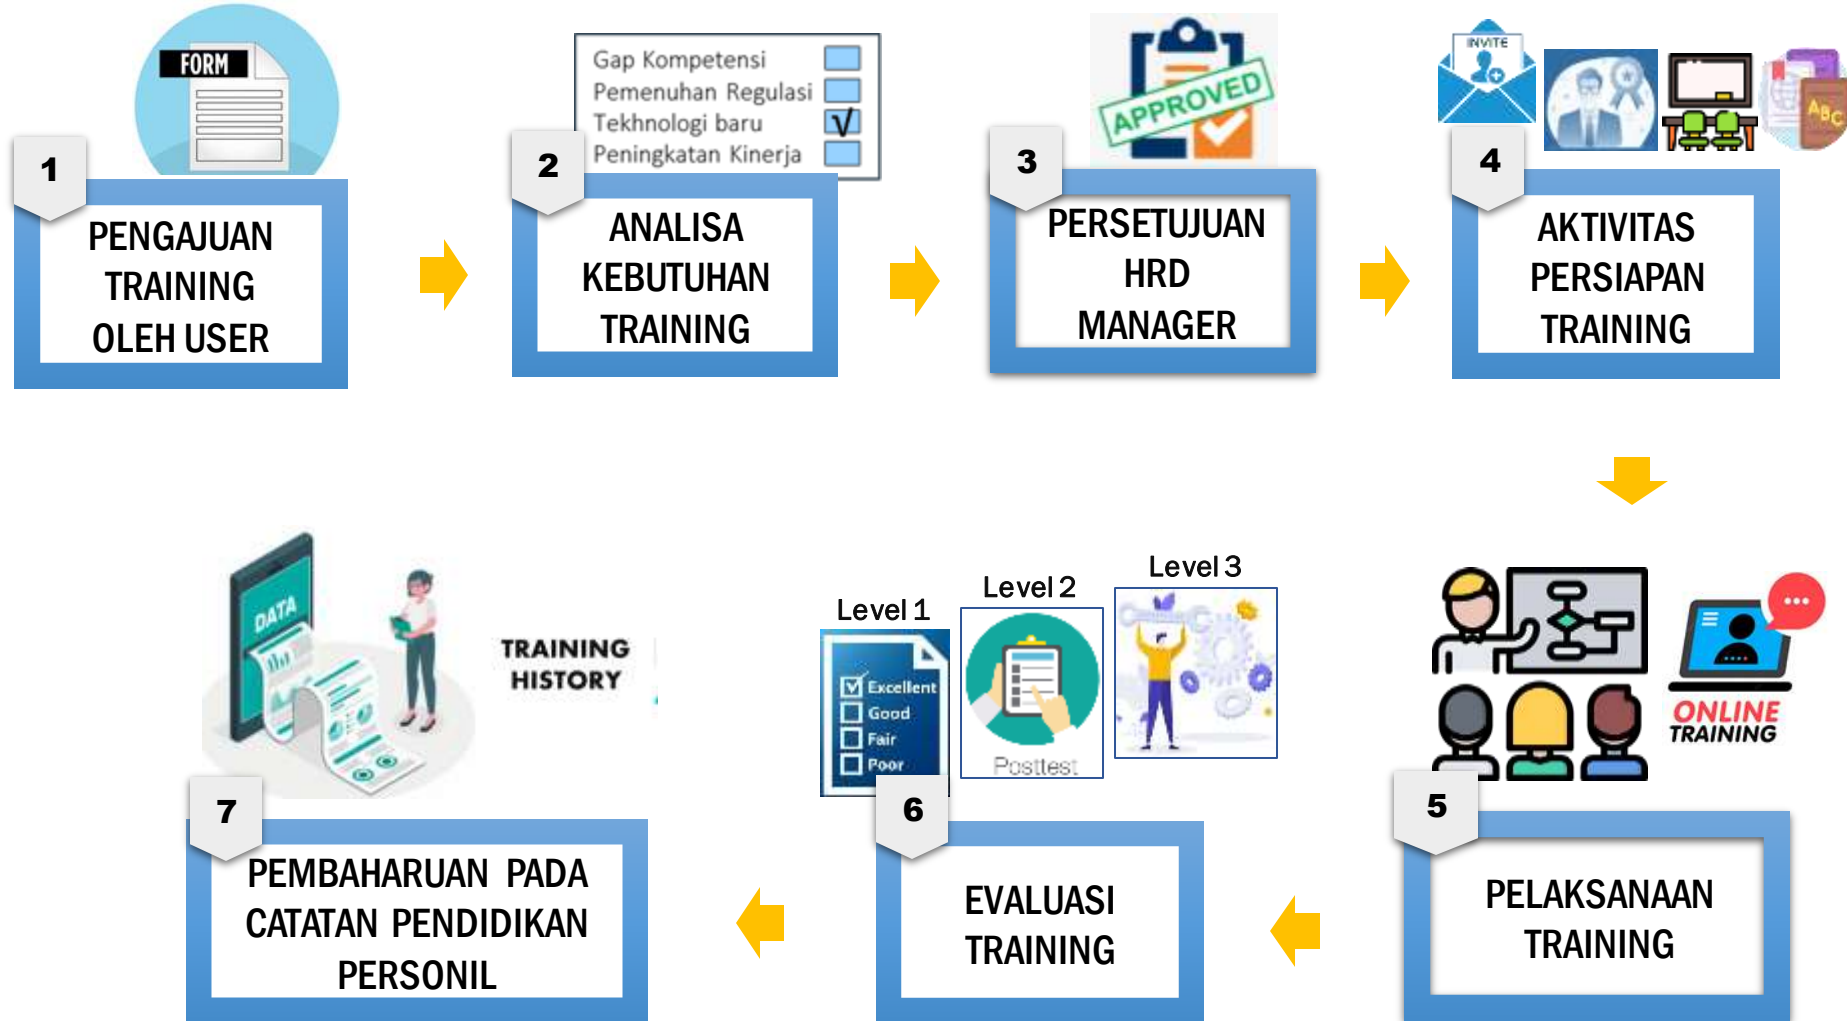 FORM
1
PENGAJUAN
TRAINING
OLEH USER
Gap Kompetensi
Pemenuhan Regulasi
Tekhnologi baru √
Peningkatan Kinerja
2
ANALISA
KEBUTUHAN
TRAINING
APPROVED
3
PERSETUJUAN
HRD
MANAGER
INVITE
ABC
4
AKTIVITAS
PERSIAPAN
TRAINING
ONLINE
TRAINING
5
PELAKSANAAN
TRAINING
Level 1
Excellent
Good
Fair
Poor
Level 2
Posttest
Level 3
6
EVALUASI
TRAINING
DATA
TRAINING
HISTORY
7
PEMBAHARUAN PADA
CATATAN PENDIDIKAN
PERSONIL